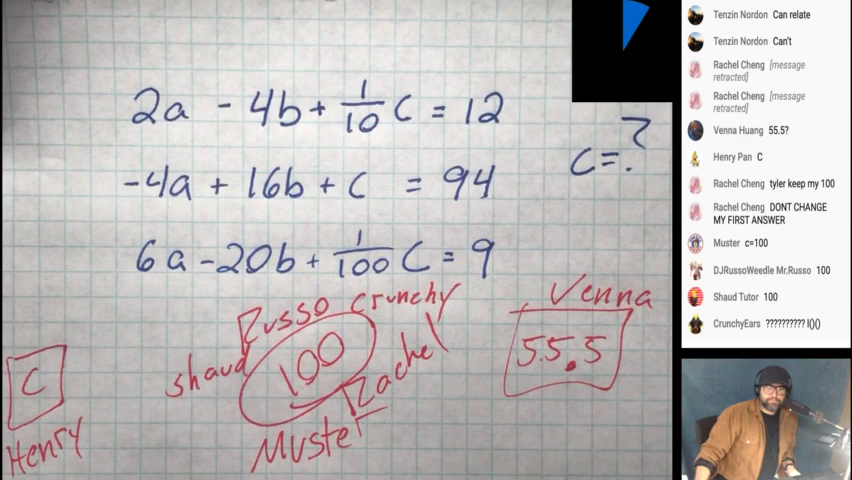 2a - 4b + 1/10 c = 12
-4a + 16b + c = 94
6a - 20b + 1/100 c = 9
c = ?
Russo Crunchy
Venna
shaud
100
Rachel
55.5
C
Henry
Muster
Tenzin Nordon Can relate
Tenzin Nordon Can't
Rachel Cheng [message
retracted]
Rachel Cheng [message
retracted]
Venna Huang 55.5?
Henry Pan C
Rachel Cheng tyler keep my 100
Rachel Cheng DONT CHANGE
MY FIRST ANSWER
Muster c=100
DJRussoWeedle Mr.Russo 100
Shaud Tutor 100
CrunchyEars ?????????? l()()